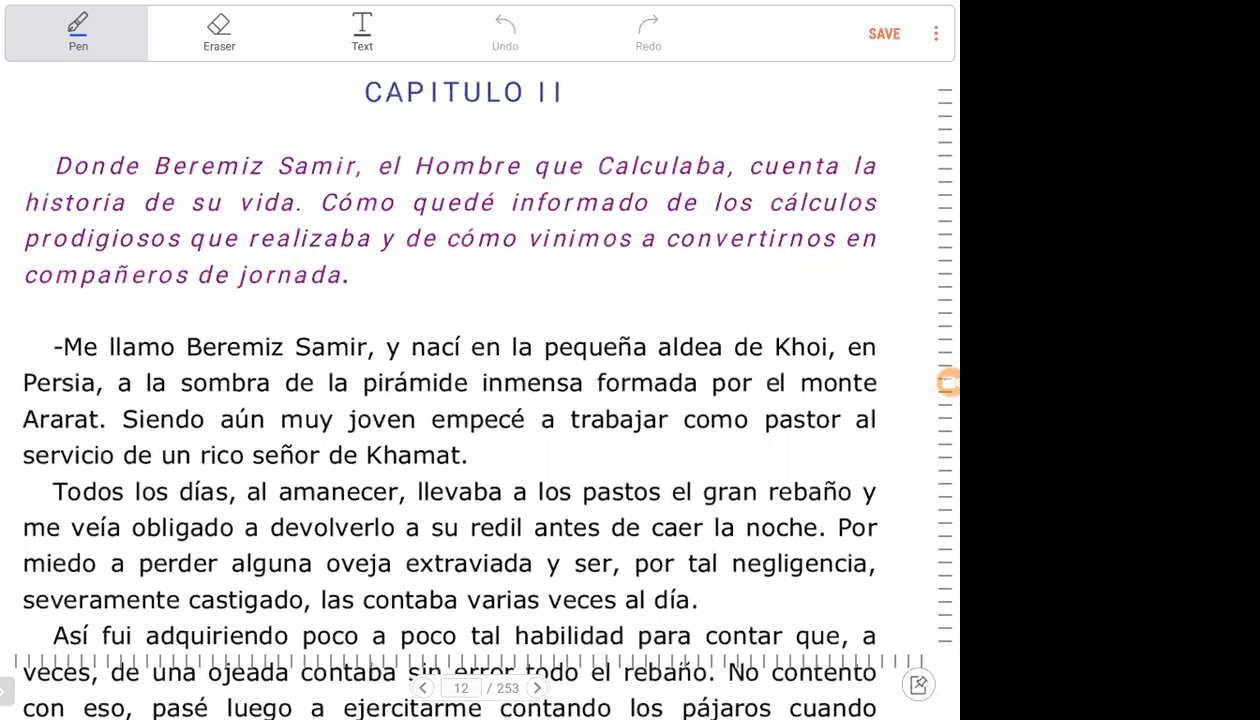 Pen
Eraser
Text
Undo
Redo
SAVE
CAPITULO II
Donde Beremiz Samir, el Hombre que Calculaba, cuenta la
historia de su vida. Cómo quedé informado de los cálculos
prodigiosos que realizaba y de cómo vinimos a convertirnos en
compañeros de jornada.
-Me llamo Beremiz Samir, y nací en la pequeña aldea de Khoi, en
Persia, a la sombra de la pirámide inmensa formada por el monte
Ararat. Siendo aún muy joven empecé a trabajar como pastor al
servicio de un rico señor de Khamat.
Todos los días, al amanecer, llevaba a los pastos el gran rebaño y
me veía obligado a devolverlo a su redil antes de caer la noche. Por
miedo a perder alguna oveja extraviada y ser, por tal negligencia,
severamente castigado, las contaba varias veces al día.
Así fui adquiriendo poco a poco tal habilidad para contar que, a
veces, de una ojeada contaba sin error todo el rebaño. No contento
12 / 253
con eso, pasé luego a ejercitarme contando los pájaros cuando